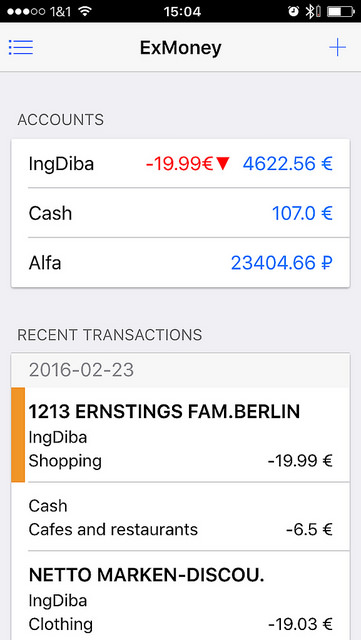 1&1 15:04
ExMoney
ACCOUNTS
IngDiba -19.99€▼ 4622.56 €
Cash 107.0 €
Alfa 23404.66 ₽
RECENT TRANSACTIONS
2016-02-23
1213 ERNSTINGS FAM.BERLIN
IngDiba
Shopping -19.99 €
Cash
Cafes and restaurants -6.5 €
NETTO MARKEN-DISCOU.
IngDiba
Clothing -19.03 €